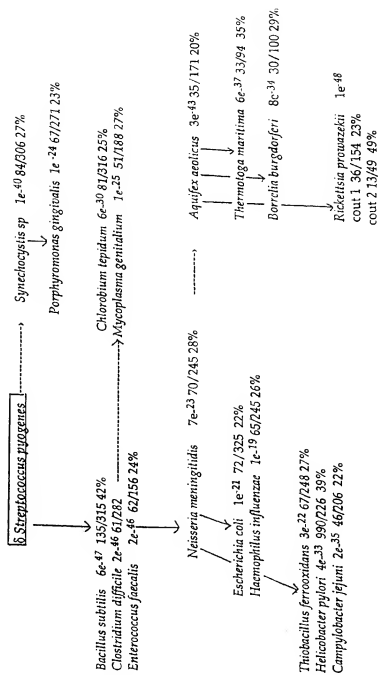 δ Streptococcus pyogenes
Synechocystis sp 1e-40 84/306 27%
Porphyromonas gingivalis 1e-24 67/271 23%
Bacillus subtilis 6e-47 135/315 42%
Clostridium difficile 2e-46 61/282
Enterococcus faecalis 2e-46 62/156 24%
Chlorobium tepidum 6e-30 81/316 25%
Mycoplasma genitalium 1e-25 51/188 27%
Neisseria meningitidis 7e-23 70/245 28%
Escherichia coli 1e-21 72/325 22%
Haemophilus influenzae 1e-19 65/245 26%
Aquifex aeolicus 3e-43 35/171 20%
Thermotoga maritima 6e-37 33/94 35%
Borrelia burgdorferi 8e-34 30/100 29%
Thiobacillus ferrooxidans 3e-22 67/248 27%
Helicobacter pylori 4e-33 990/226 39%
Campylobacter jejuni 2e-35 46/206 22%
Rickettsia prowazekii 1e-48
cout 1 36/154 23%
cout 2 13/49 49%